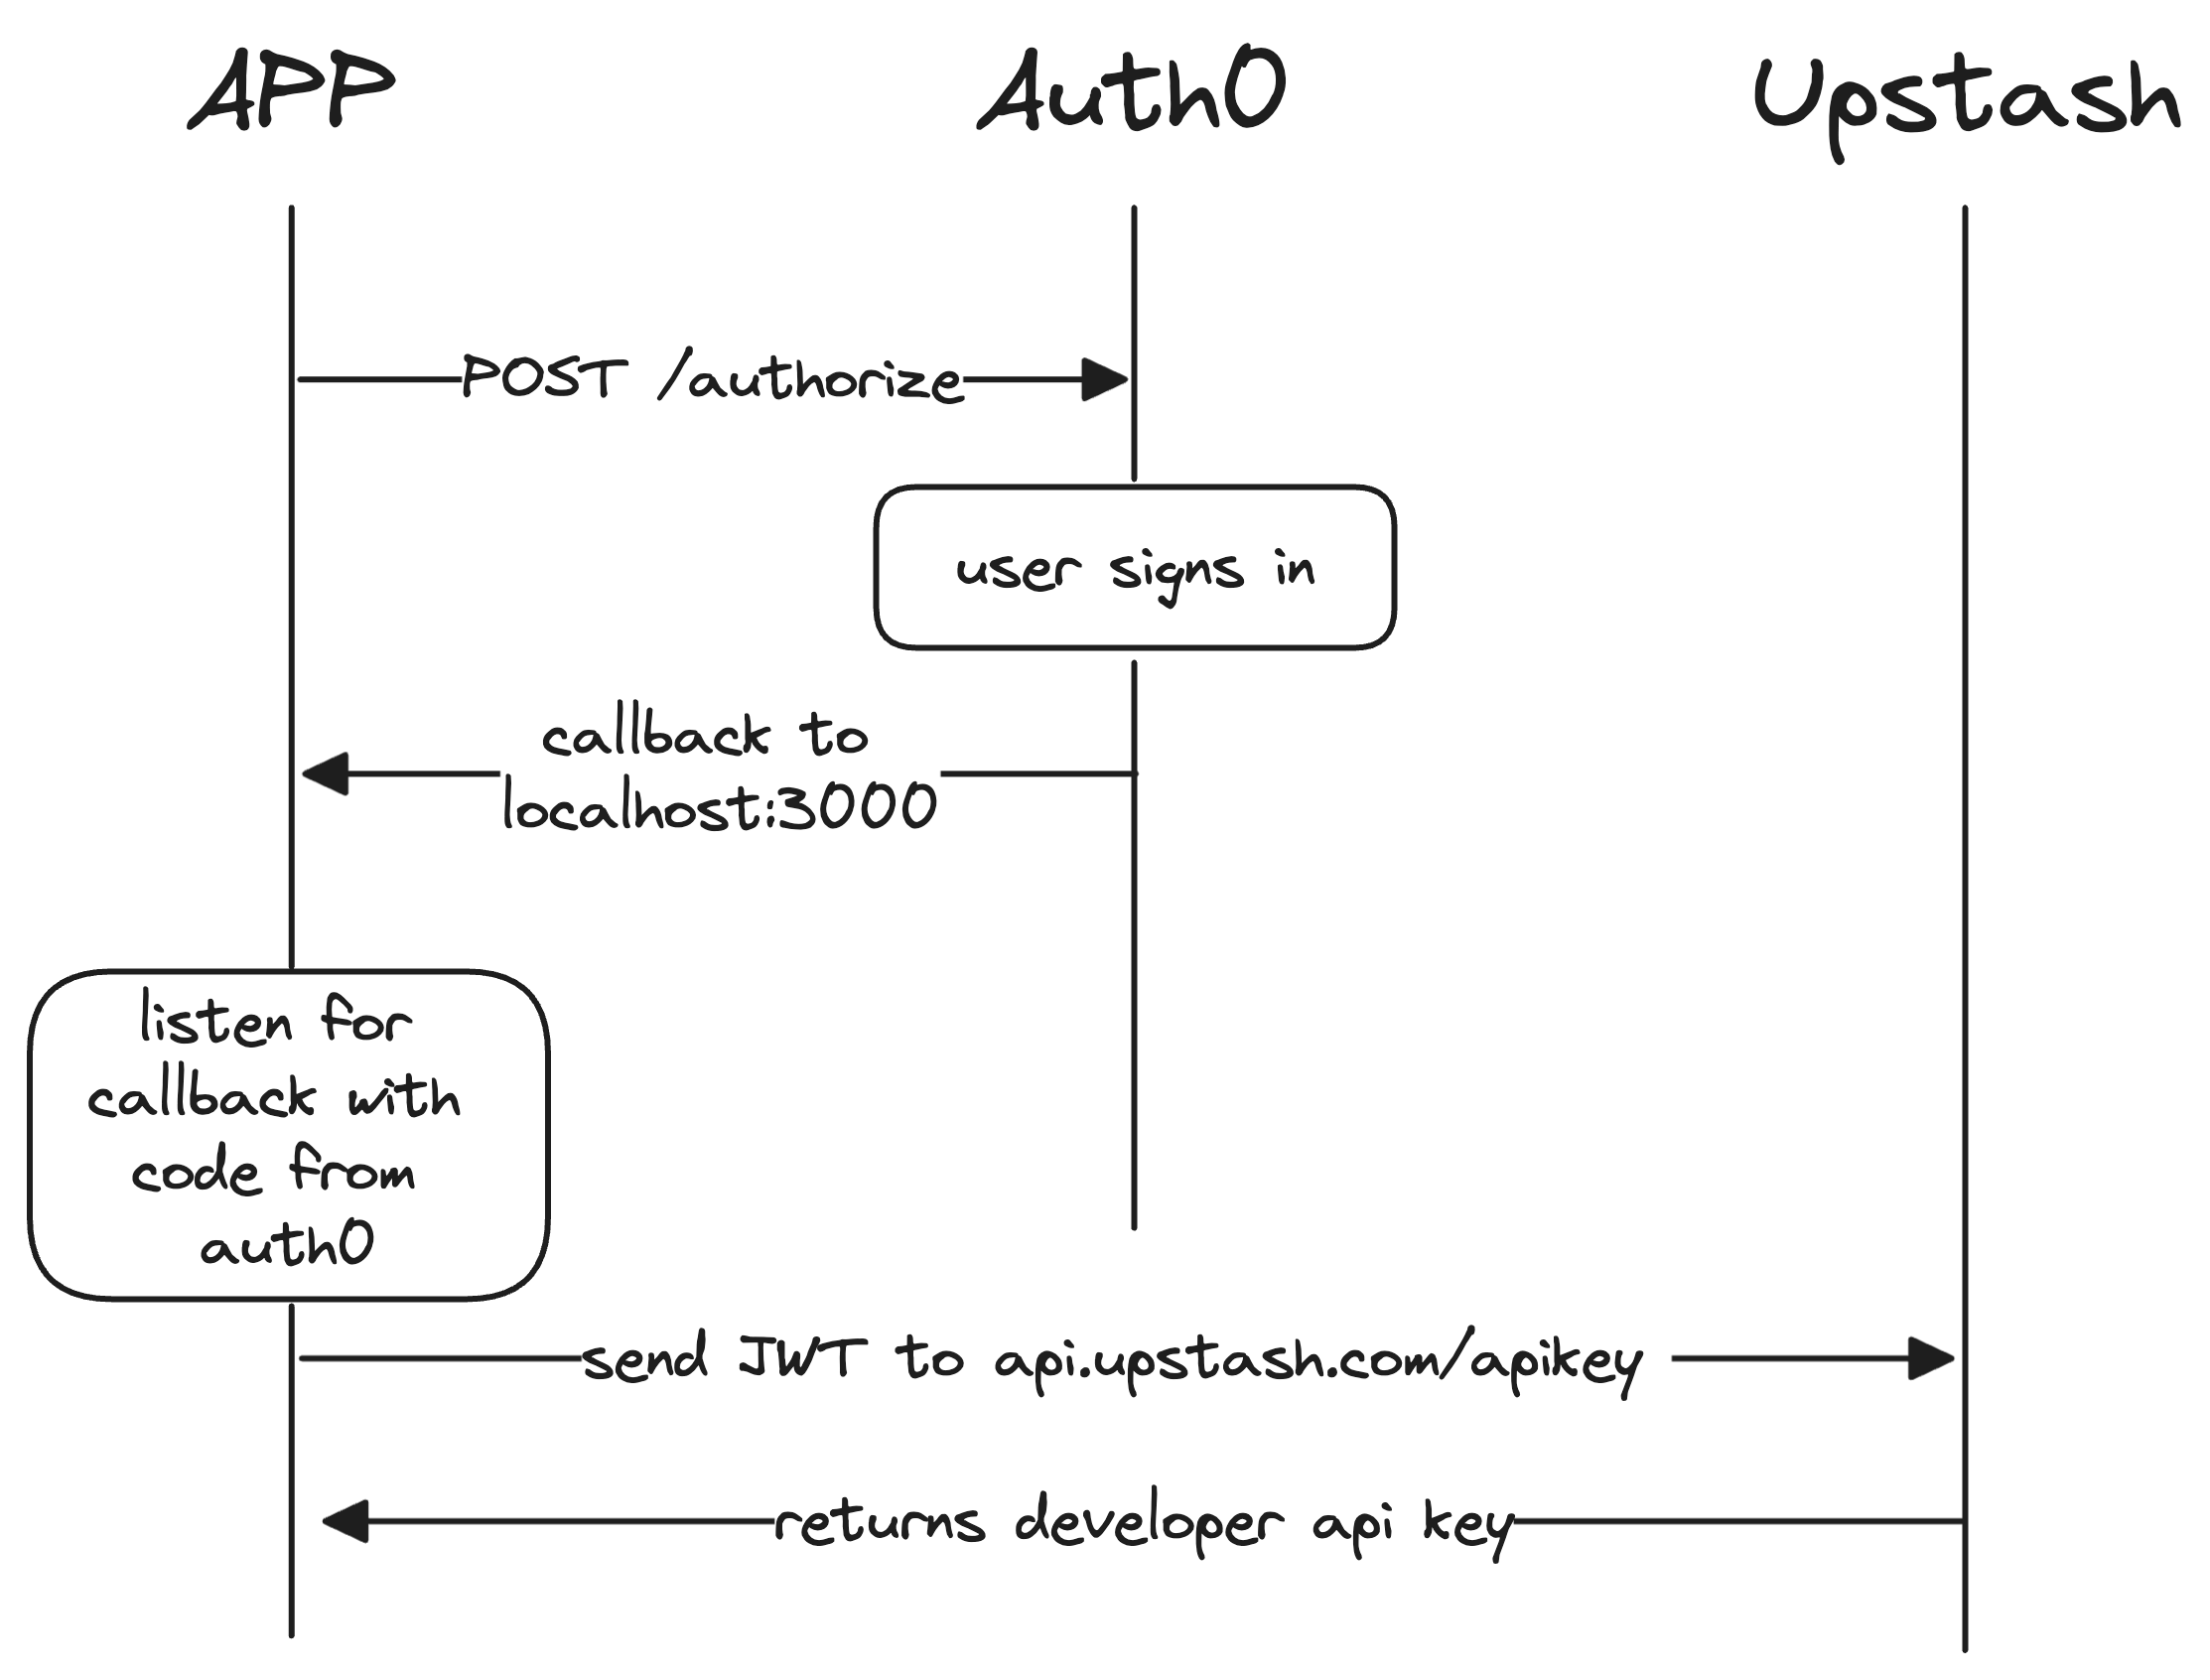 APP
Auth0
Upstash
POST /authorize
user signs in
callback to
localhost:3000
listen for
callback with
code from
auth0
send JWT to api.upstash.com/apikey
returns developer api key